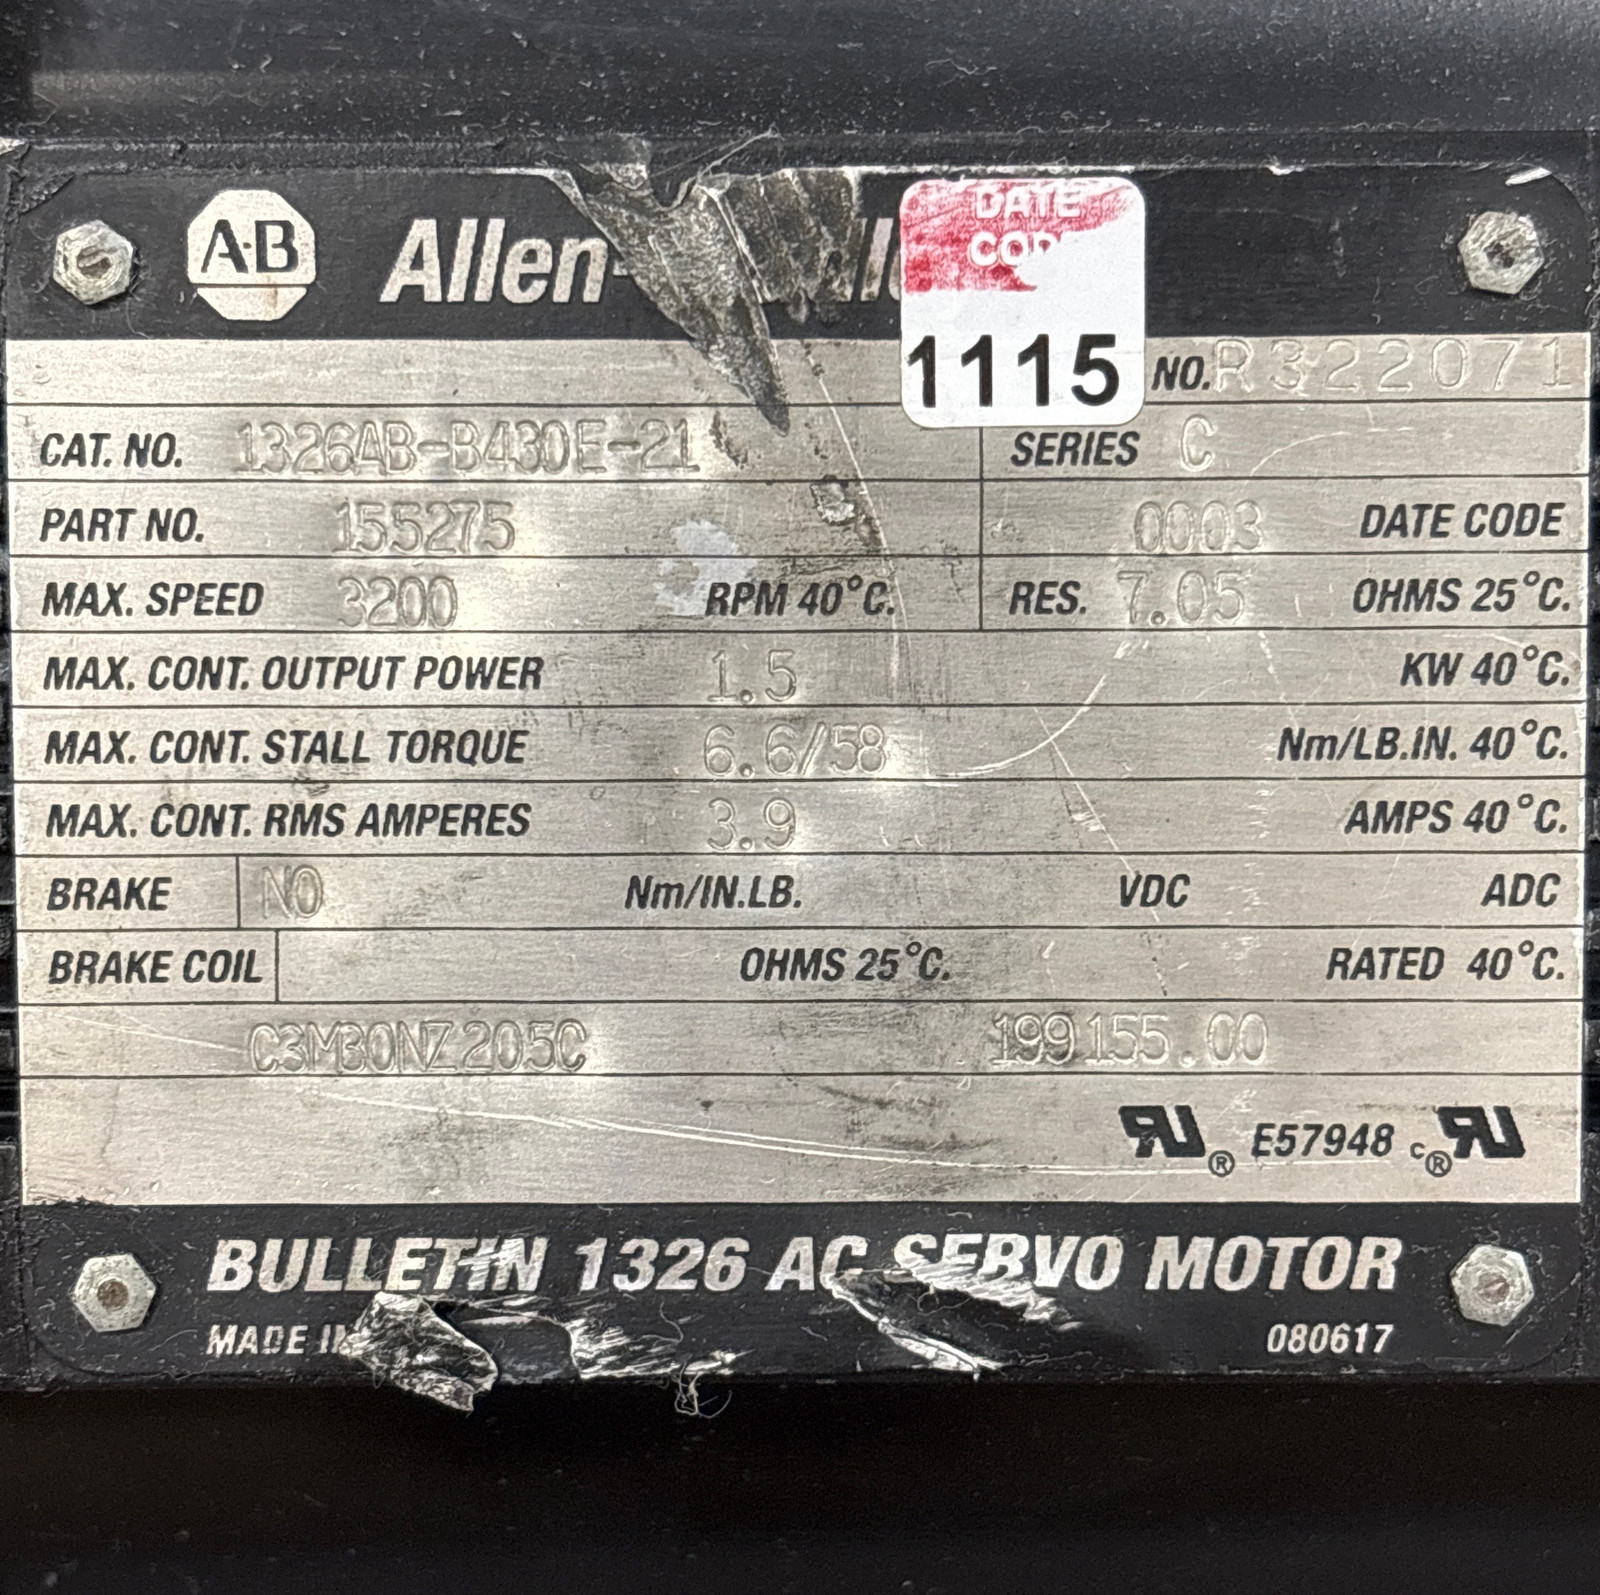 A-B Allen-
DATE
CODE
1115
NO. R322071
CAT. NO. 1326AB-B430E-21 SERIES C
PART NO. 155275 0003 DATE CODE
MAX. SPEED 3200 RPM 40°C. RES. 7.05 OHMS 25°C.
MAX. CONT. OUTPUT POWER 1.5 KW 40°C.
MAX. CONT. STALL TORQUE 6.6/58 Nm/LB.IN. 40°C.
MAX. CONT. RMS AMPERES 3.9 AMPS 40°C.
BRAKE NO Nm/IN.LB. VDC ADC
BRAKE COIL OHMS 25°C. RATED 40°C.
C3M30NZ205C 199155.00
RU® E57948 c®RU
BULLETIN 1326 AC SERVO MOTOR
MADE IN 080617